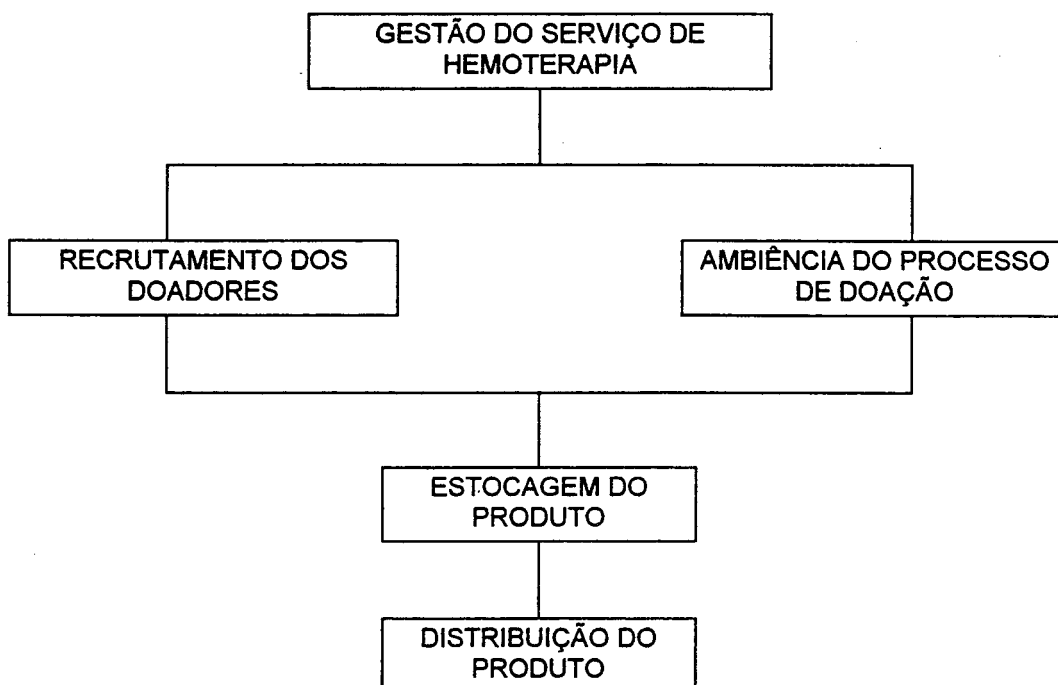 GESTÃO DO SERVIÇO DE
HEMOTERAPIA
RECRUTAMENTO DOS
DOADORES
AMBIÊNCIA DO PROCESSO
DE DOAÇÃO
ESTOCAGEM DO
PRODUTO
DISTRIBUIÇÃO DO
PRODUTO